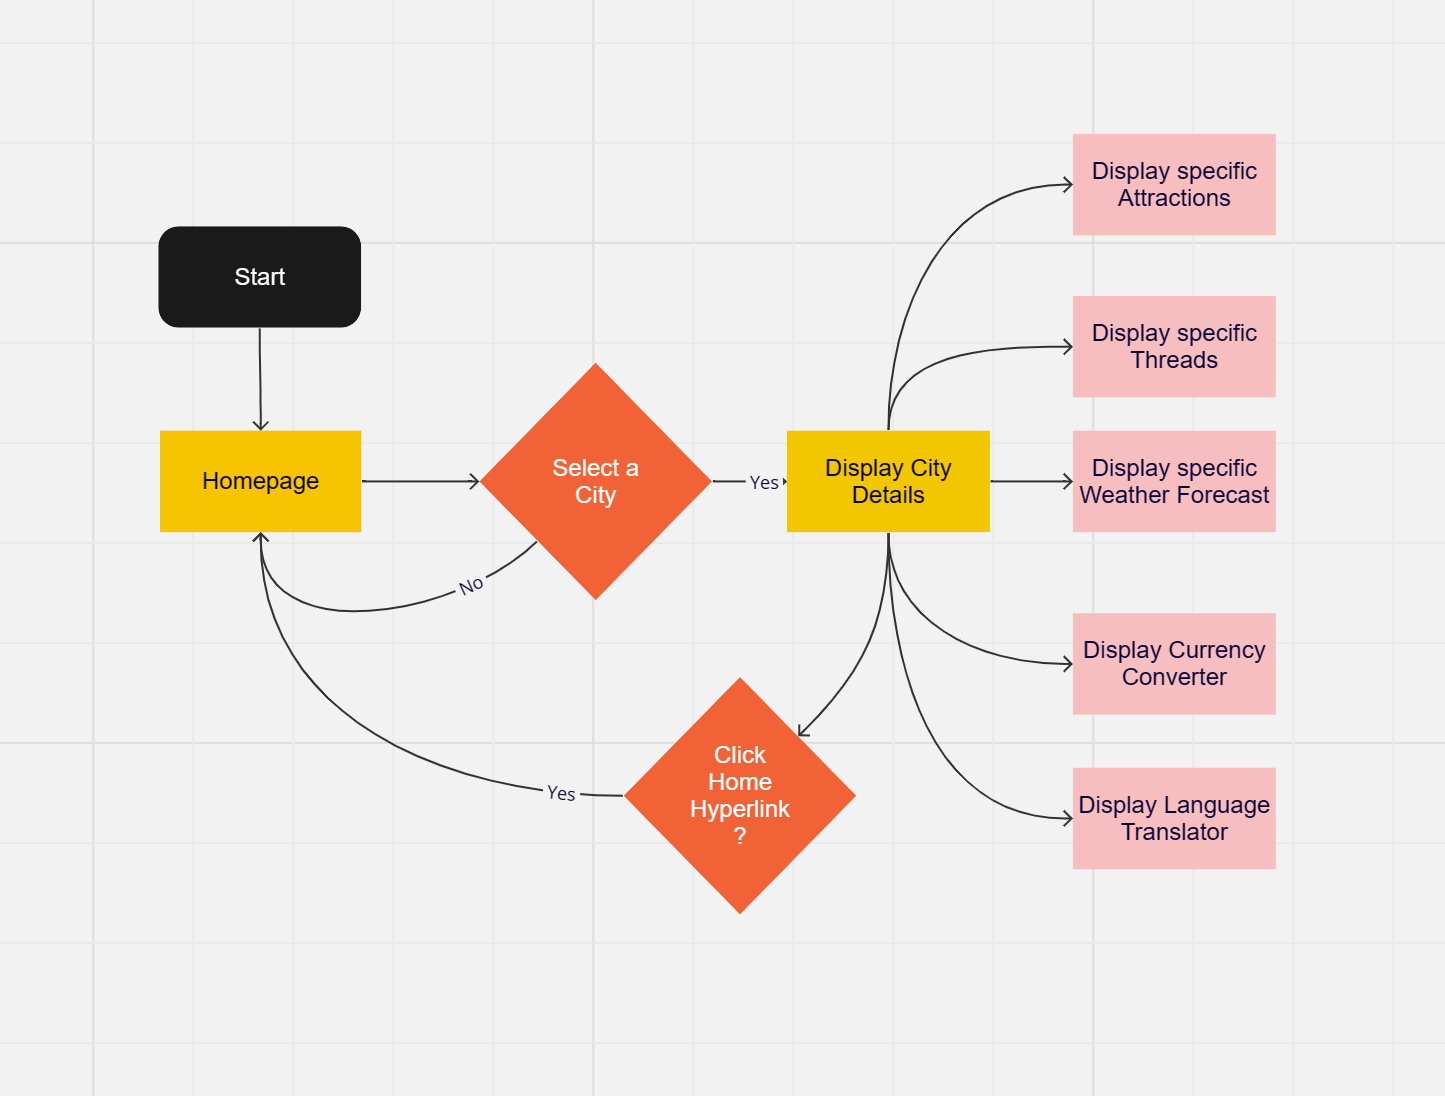 Start
Homepage
Select a
City
Yes
No
Display City
Details
Display specific
Attractions
Display specific
Threads
Display specific
Weather Forecast
Display Currency
Converter
Display Language
Translator
Click
Home
Hyperlink
?
Yes